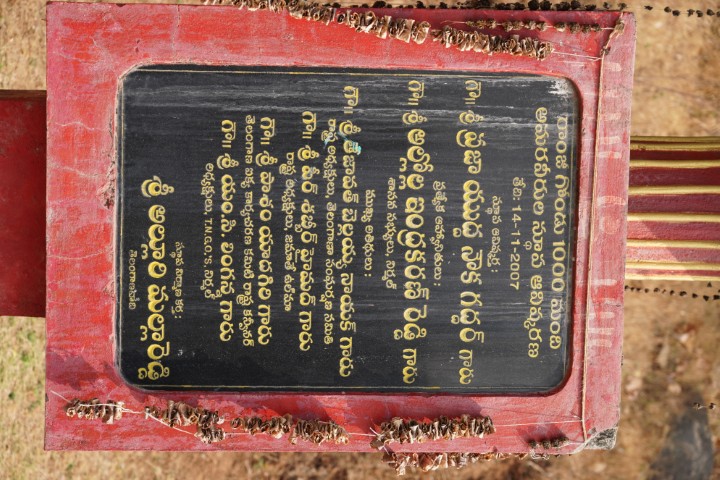 రాంజీ గోండు 1000 మంది
అమరవీరుల స్థూప ఆవిష్కరణ
తేది: 14-11-2007
స్థూప ఆవిష్కర్త :
గౌ॥ శ్రీ ప్రజా యుద్ధ నౌక గద్దర్ గారు
ప్రత్యేక ఆహ్వానితులు :
గౌ॥ శ్రీ అల్లోల్ల ఇంద్రకరణ్ రెడ్డి గారు
శాసన సభ్యులు, నిర్మల్
ముఖ్య అతిథులు :
గౌ॥ శ్రీ తేజావత్ బెల్లయ్య నాయక్ గారు
రాష్ట్ర అధ్యక్షులు, తెలంగాణా సంఘర్షణ సమితి
గౌ॥ శ్రీ పీర్ శబ్బీర్ హైమద్ గారు
రాష్ట్ర అధ్యక్షులు, జమాతే ఉల్‌మా
గౌ॥ శ్రీ పాశం యాదగిరి గారు
తెలంగాణ ఐక్య కార్యచరణ కమిటి రాష్ట్ర కన్వీనర్
గౌ॥ శ్రీ యం.సి. లింగన్న గారు
అధ్యక్షులు, T.N.G.O.'S, నిర్మల్
స్థూప నిర్మాణ కర్త :
శ్రీ అల్లూరి మల్లారెడ్డి
తెలంగాణవాది